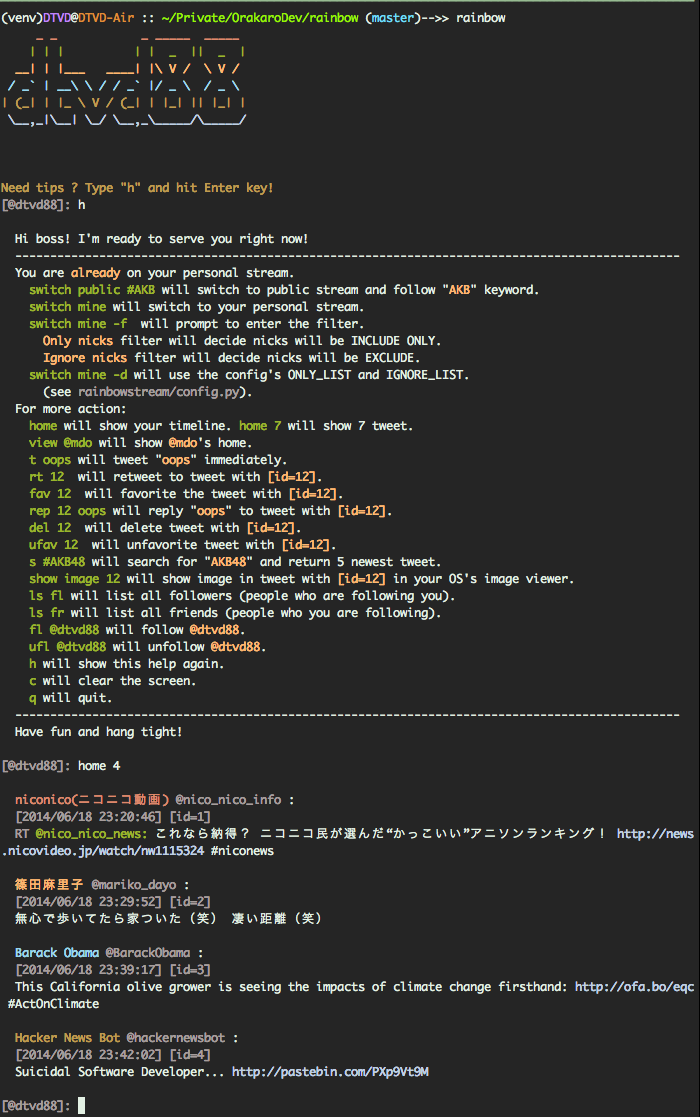 (venv)DTVD@DTVD-Air :: ~/Private/OrakaroDev/rainbow (master)-->> rainbow
dtvd88
Need tips ? Type "h" and hit Enter key!
[@dtvd88]: h
Hi boss! I'm ready to serve you right now!
-----------------------------------------------------------------------------------------------
You are already on your personal stream.
switch public #AKB will switch to public stream and follow "AKB" keyword.
switch mine will switch to your personal stream.
switch mine -f  will prompt to enter the filter.
Only nicks filter will decide nicks will be INCLUDE ONLY.
Ignore nicks filter will decide nicks will be EXCLUDE.
switch mine -d will use the config's ONLY_LIST and IGNORE_LIST.
(see rainbowstream/config.py).
For more action:
home will show your timeline. home 7 will show 7 tweet.
view @mdo will show @mdo's home.
t oops will tweet "oops" immediately.
rt 12  will retweet to tweet with [id=12].
fav 12  will favorite the tweet with [id=12].
rep 12 oops will reply "oops" to tweet with [id=12].
del 12  will delete tweet with [id=12].
ufav 12  will unfavorite tweet with [id=12].
s #AKB48 will search for "AKB48" and return 5 newest tweet.
show image 12 will show image in tweet with [id=12] in your OS's image viewer.
ls fl will list all followers (people who are following you).
ls fr will list all friends (people who you are following).
fl @dtvd88 will follow @dtvd88.
ufl @dtvd88 will unfollow @dtvd88.
h will show this help again.
c will clear the screen.
q will quit.
-----------------------------------------------------------------------------------------------
Have fun and hang tight!
[@dtvd88]: home 4
niconico(ニコニコ動画) @nico_nico_info :
[2014/06/18 23:20:46] [id=1]
RT @nico_nico_news: これなら納得？ ニコニコ民が選んだ“かっこいい”アニソンランキング！ http://news
.nicovideo.jp/watch/nw1115324 #niconews
篠田麻里子 @mariko_dayo :
[2014/06/18 23:29:52] [id=2]
無心で歩いてたら家ついた（笑） 凄い距離（笑）
Barack Obama @BarackObama :
[2014/06/18 23:39:17] [id=3]
This California olive grower is seeing the impacts of climate change firsthand: http://ofa.bo/eqc
#ActOnClimate
Hacker News Bot @hackernewsbot :
[2014/06/18 23:42:02] [id=4]
Suicidal Software Developer... http://pastebin.com/PXp9Vt9M
[@dtvd88]: